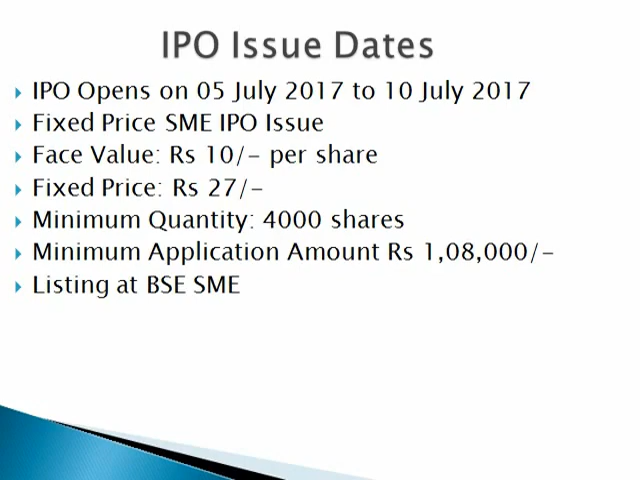 IPO Issue Dates
IPO Opens on 05 July 2017 to 10 July 2017
Fixed Price SME IPO Issue
Face Value: Rs 10/- per share
Fixed Price: Rs 27/-
Minimum Quantity: 4000 shares
Minimum Application Amount Rs 1,08,000/-
Listing at BSE SME